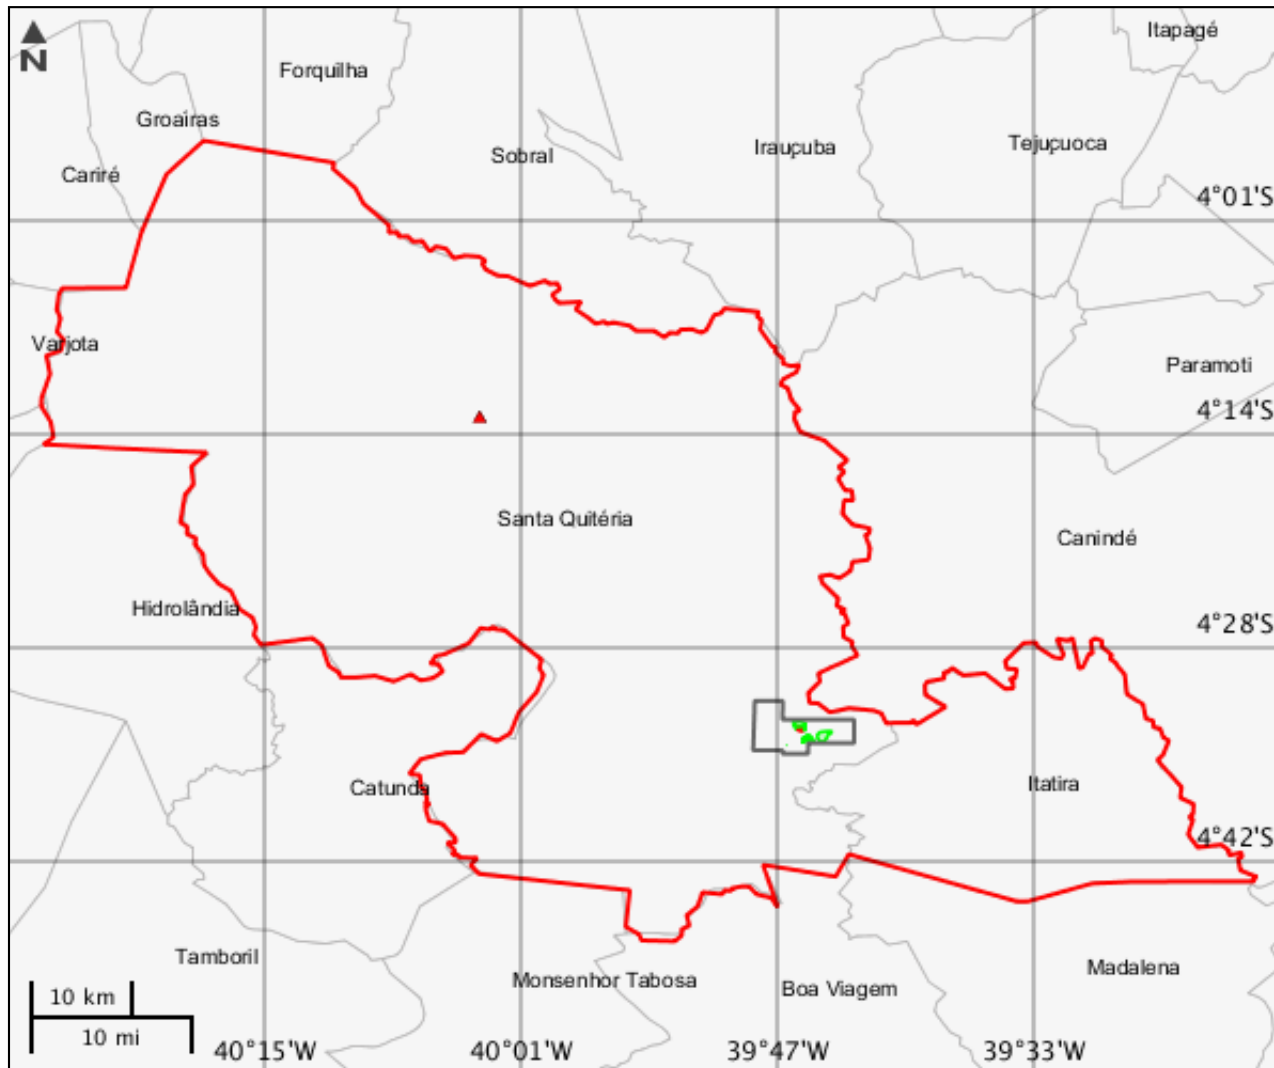 N
Itapagé
Forquilha
Groaíras
Irauçuba
Tejuçuoca
Sobral
Cariré
4°01'S
Varjota
Paramoti
4°14'S
Santa Quitéria
Canindé
Hidrolândia
4°28'S
Catunda
Itatira
4°42'S
Tamboril
Monsenhor Tabosa
Boa Viagem
Madalena
10 km
10 mi
40°15'W
40°01'W
39°47'W
39°33'W